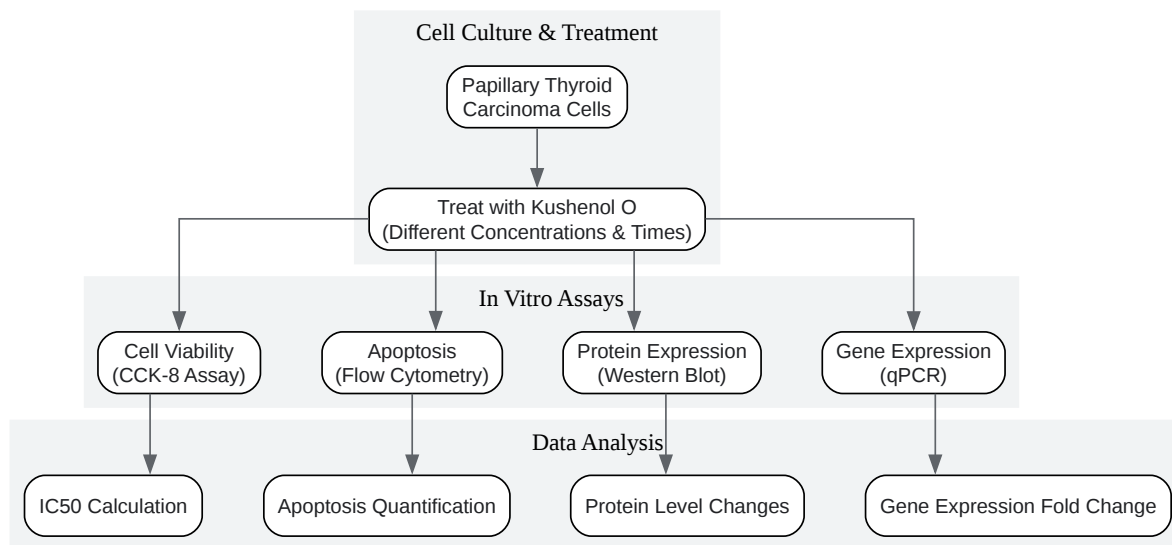 Cell Culture & Treatment
Papillary Thyroid
Carcinoma Cells
Treat with Kushenol O
(Different Concentrations & Times)
In Vitro Assays
Cell Viability
(CCK-8 Assay)
Apoptosis
(Flow Cytometry)
Protein Expression
(Western Blot)
Gene Expression
(qPCR)
Data Analysis
IC50 Calculation
Apoptosis Quantification
Protein Level Changes
Gene Expression Fold Change